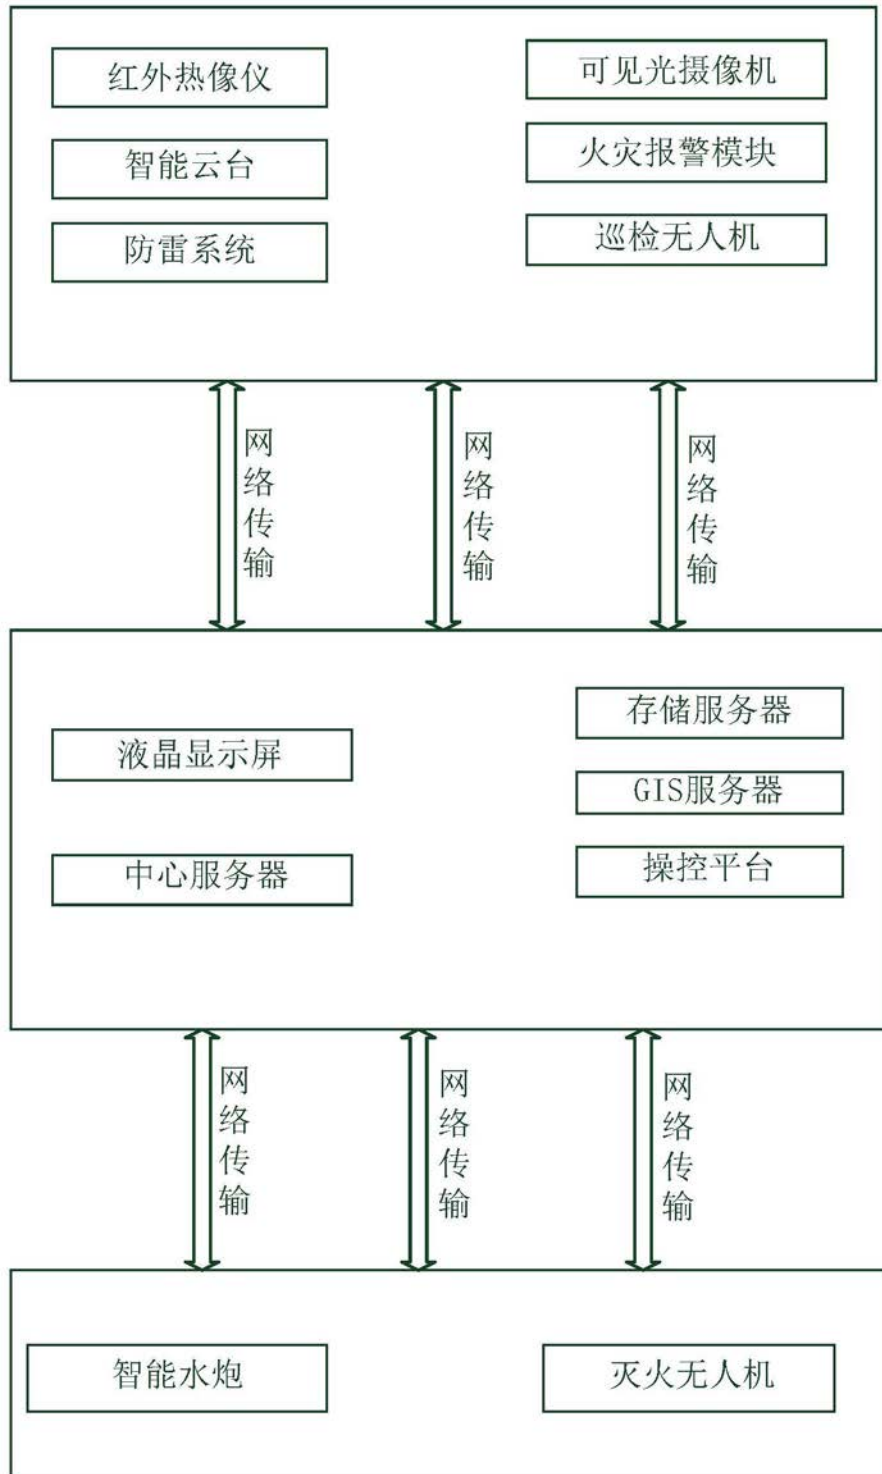 红外热像仪
可见光摄像机
智能云台
火灾报警模块
防雷系统
巡检无人机
网络传输
网络传输
网络传输
液晶显示屏
存储服务器
GIS服务器
中心服务器
操控平台
网络传输
网络传输
网络传输
智能水炮
灭火无人机